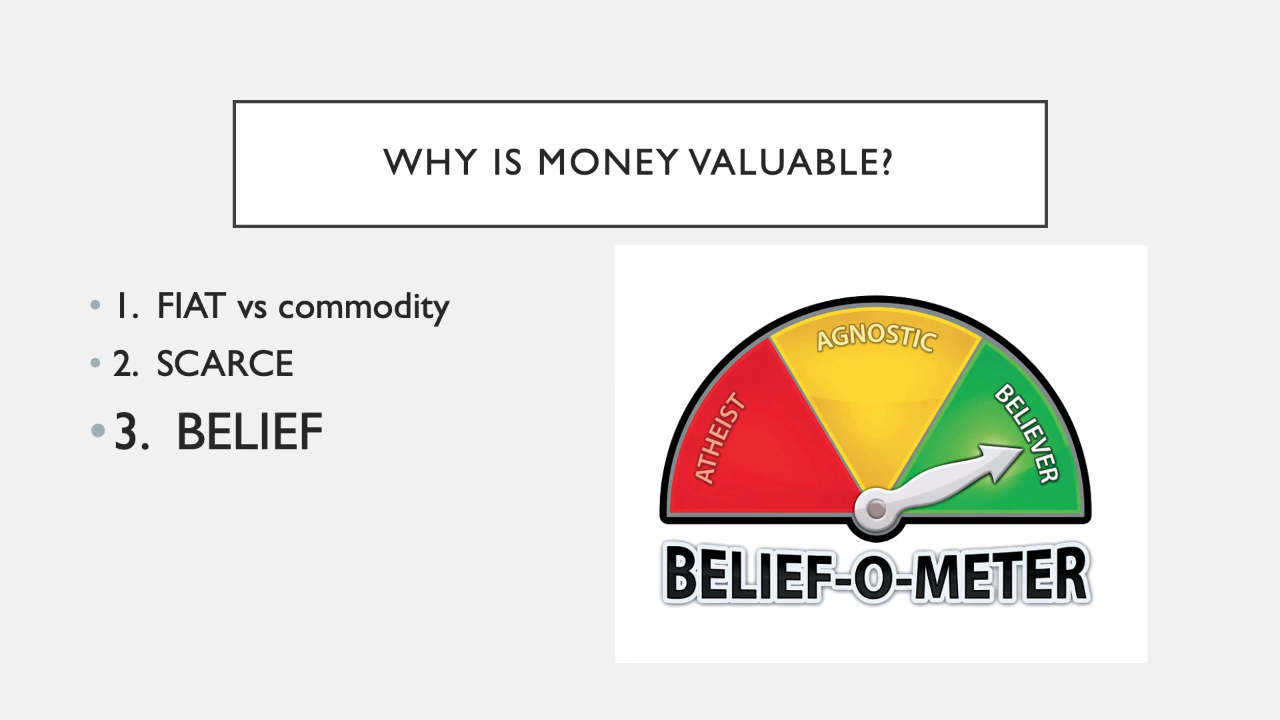 WHY IS MONEY VALUABLE?
• 1. FIAT vs commodity
• 2. SCARCE
• 3. BELIEF
ATHEIST
AGNOSTIC
BELIEVER
BELIEF-O-METER